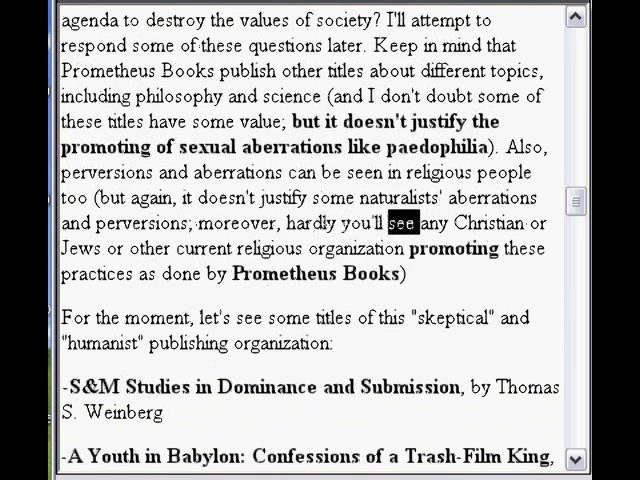 agenda to destroy the values of society? I'll attempt to
respond some of these questions later. Keep in mind that
Prometheus Books publish other titles about different topics,
including philosophy and science (and I don't doubt some of
these titles have some value; but it doesn't justify the
promoting of sexual aberrations like paedophilia). Also,
perversions and aberrations can be seen in religious people
too (but again, it doesn't justify some naturalists' aberrations
and perversions; moreover, hardly you'll see any Christian or
Jews or other current religious organization promoting these
practices as done by Prometheus Books)
For the moment, let's see some titles of this "skeptical" and
"humanist" publishing organization:
-S&M Studies in Dominance and Submission, by Thomas
S. Weinberg
-A Youth in Babylon: Confessions of a Trash-Film King,